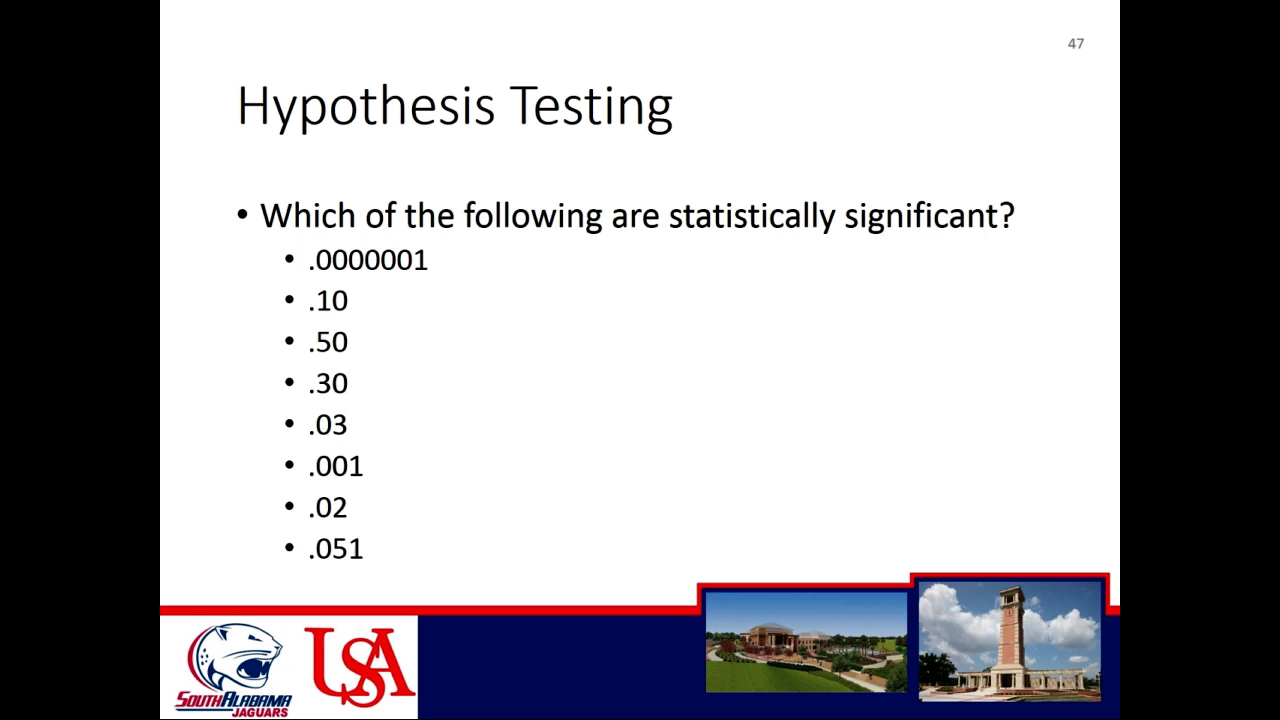 47
Hypothesis Testing
• Which of the following are statistically significant?
• .0000001
• .10
• .50
• .30
• .03
• .001
• .02
• .051
SOUTH ALABAMA
JAGUARS
USA